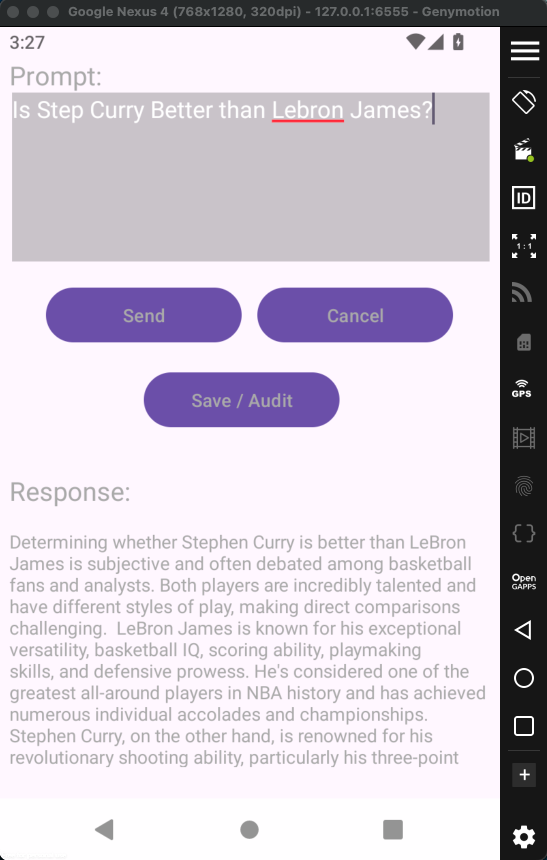 Google Nexus 4 (768x1280, 320dpi) - 127.0.0.1:6555 - Genymotion
3:27
Prompt:
Is Step Curry Better than Lebron James?
Send Cancel
Save / Audit
Response:
Determining whether Stephen Curry is better than LeBron
James is subjective and often debated among basketball
fans and analysts. Both players are incredibly talented and
have different styles of play, making direct comparisons
challenging.  LeBron James is known for his exceptional
versatility, basketball IQ, scoring ability, playmaking
skills, and defensive prowess. He's considered one of the
greatest all-around players in NBA history and has achieved
numerous individual accolades and championships.
Stephen Curry, on the other hand, is renowned for his
revolutionary shooting ability, particularly his three-point
ID
1:1
GPS
Open
GAPPS